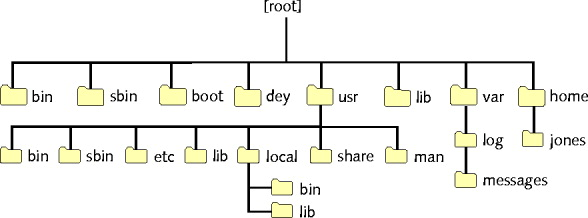 [root]
bin sbin boot dey usr lib var home
bin sbin etc lib local share man log jones
bin messages
lib